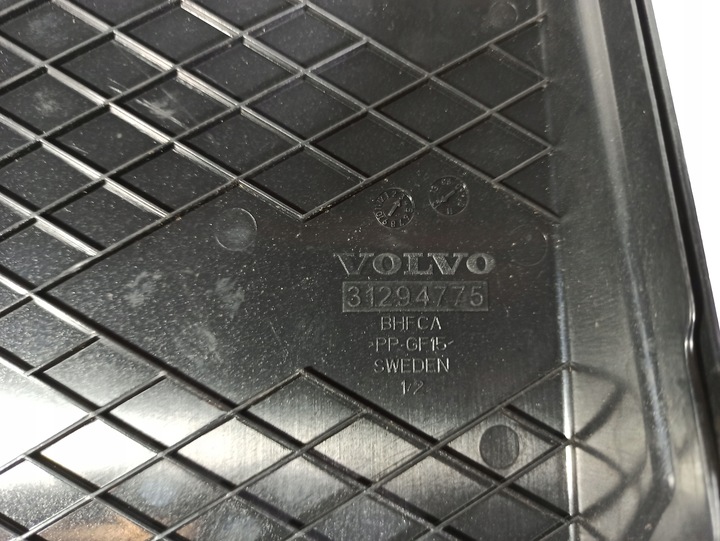 VOLVO
31294775
BHFCA
>PP-GF15<
SWEDEN
1/2